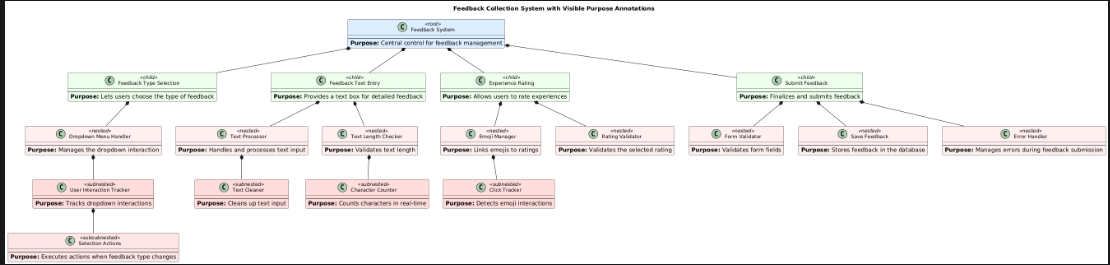 Feedback Collection System with Visible Purpose Annotations
«root»
C Feedback System
Purpose: Central control for feedback management
«child»
C Feedback Type Selection
Purpose: Lets users choose the type of feedback
«child»
C Feedback Text Entry
Purpose: Provides a text box for detailed feedback
«child»
C Experience Rating
Purpose: Allows users to rate experiences
«child»
C Submit Feedback
Purpose: Finalizes and submits feedback
«nested»
C Dropdown Menu Handler
Purpose: Manages the dropdown interaction
«nested»
C Text Processor
Purpose: Handles and processes text input
«nested»
C Text Length Checker
Purpose: Validates text length
«nested»
C Emoji Manager
Purpose: Links emojis to ratings
«nested»
C Rating Validator
Purpose: Validates the selected rating
«nested»
C Form Validator
Purpose: Validates form fields
«nested»
C Save Feedback
Purpose: Stores feedback in the database
«nested»
C Error Handler
Purpose: Manages errors during feedback submission
«subnested»
C User Interaction Tracker
Purpose: Tracks dropdown interactions
«subnested»
C Text Cleaner
Purpose: Cleans up text input
«subnested»
C Character Counter
Purpose: Counts characters in real-time
«subnested»
C Click Tracker
Purpose: Detects emoji interactions
«subsubnested»
C Selection Actions
Purpose: Executes actions when feedback type changes